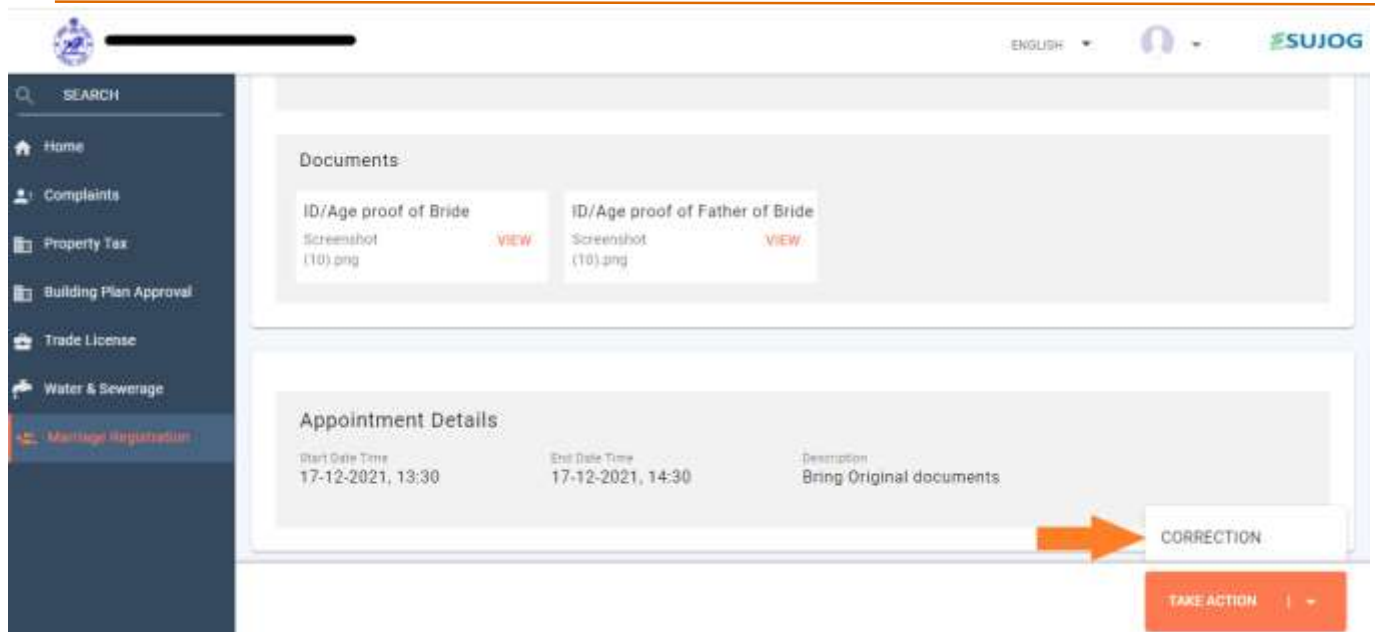 ENGLISH
SUJOG
SEARCH
Home
Complaints
Property Tax
Building Plan Approval
Trade License
Water & Sewerage
Marriage Registration
Documents
ID/Age proof of Bride
Screenshot
(10).png
VIEW
ID/Age proof of Father of Bride
Screenshot
(10).png
VIEW
Appointment Details
Start Date Time
17-12-2021, 13:30
End Date Time
17-12-2021, 14:30
Description
Bring Original documents
CORRECTION
TAKE ACTION